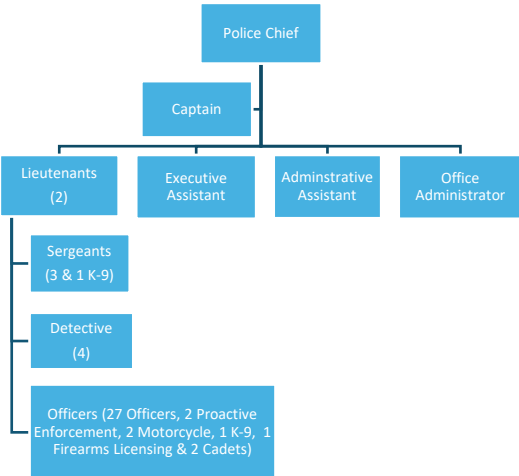 Police Chief
Captain
Lieutenants
(2)
Executive
Assistant
Adminstrative
Assistant
Office
Administrator
Sergeants
(3 & 1 K-9)
Detective
(4)
Officers (27 Officers, 2 Proactive
Enforcement, 2 Motorcycle, 1 K-9, 1
Firearms Licensing & 2 Cadets)